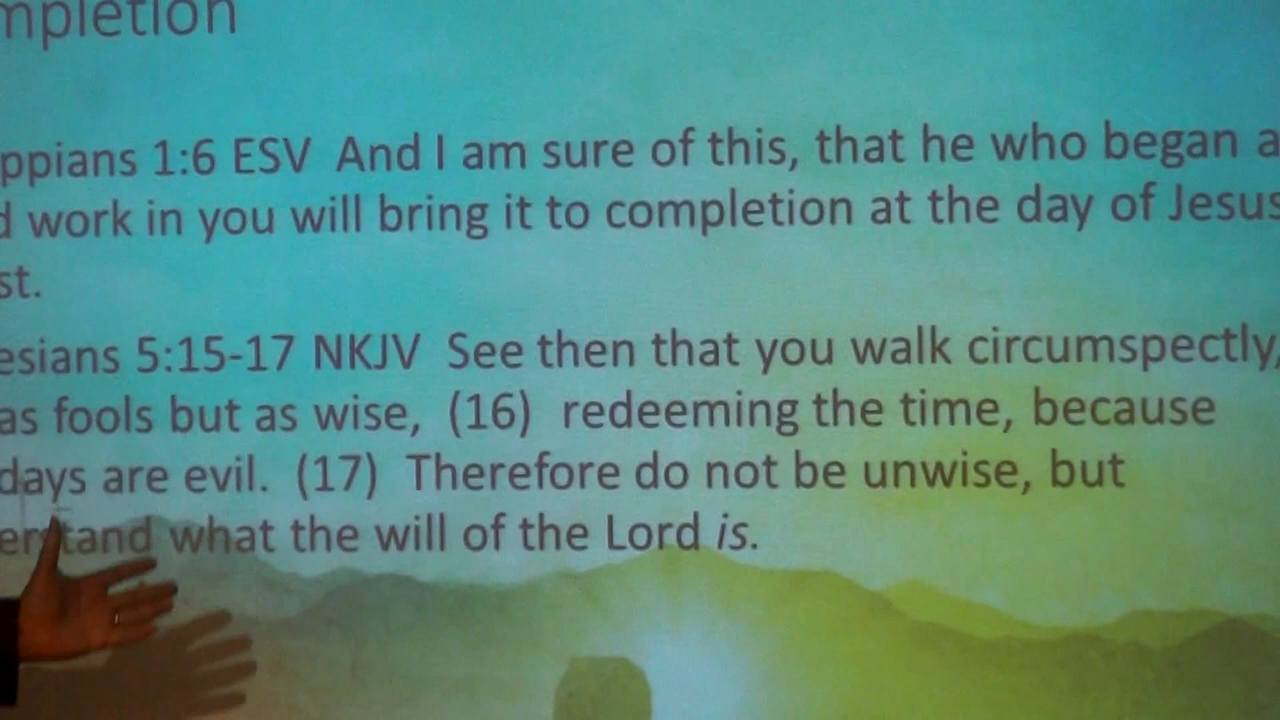 mpletion
ppians 1:6 ESV And I am sure of this, that he who began a
d work in you will bring it to completion at the day of Jesus
st.
esians 5:15-17 NKJV See then that you walk circumspectly,
as fools but as wise, (16) redeeming the time, because
days are evil. (17) Therefore do not be unwise, but
erstand what the will of the Lord is.